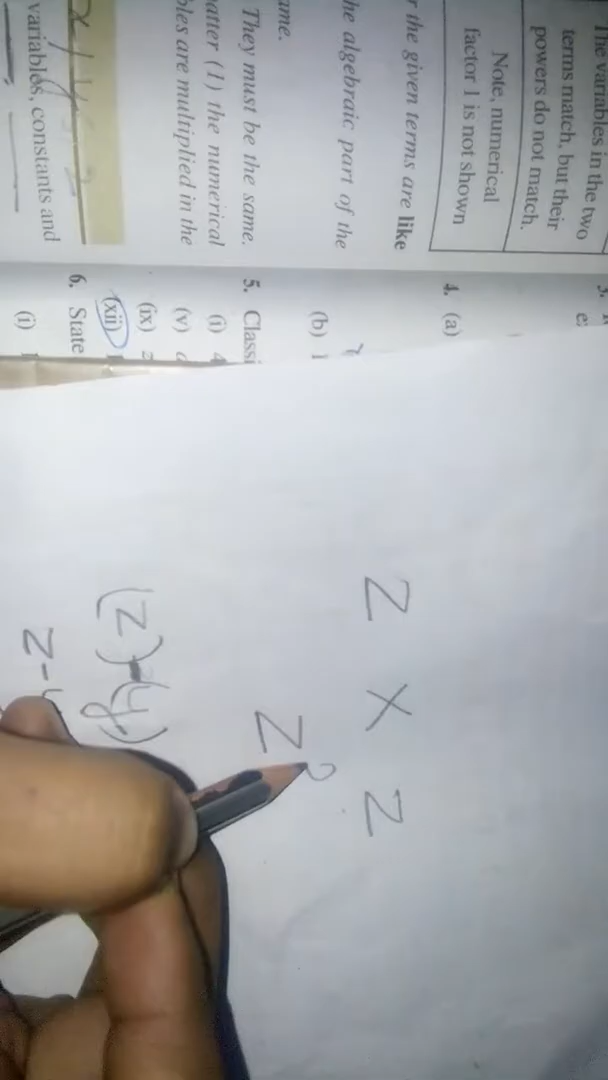 The variables in the two
terms match, but their
powers do not match.
Note, numerical
factor 1 is not shown
r the given terms are like
he algebraic part of the
ame.
They must be the same.
atter (1) the numerical
bles are multiplied in the
variables, constants and
4. (a)
(b)
5. Classi
(i) 4
(v)
(ix) z
(xii)
6. State
(i)
Z × Z
Z²
(z)-(y)
z-y